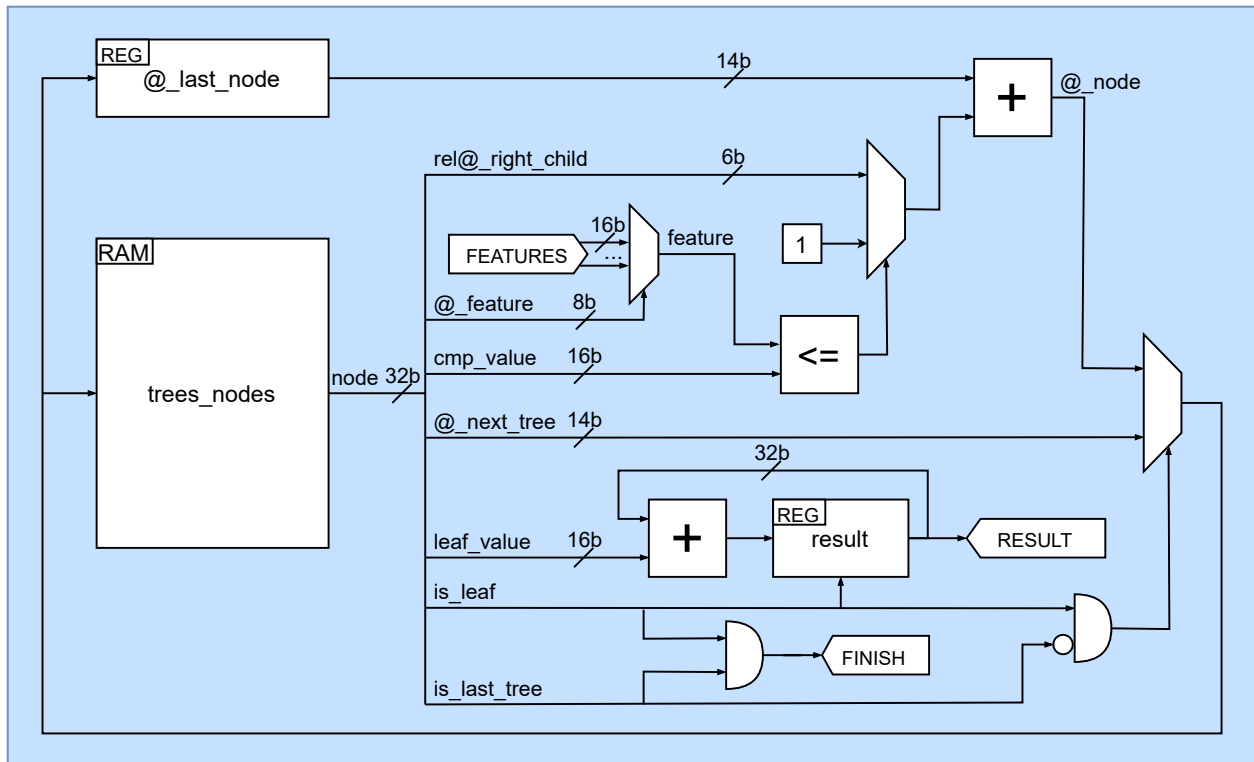 REG
@_last_node
14b
+
@_node
rel@_right_child
6b
RAM
trees_nodes
node 32b
FEATURES
16b
...
feature
1
@_feature
8b
<=
cmp_value
16b
@_next_tree
14b
32b
leaf_value
16b
+
REG
result
RESULT
is_leaf
FINISH
is_last_tree